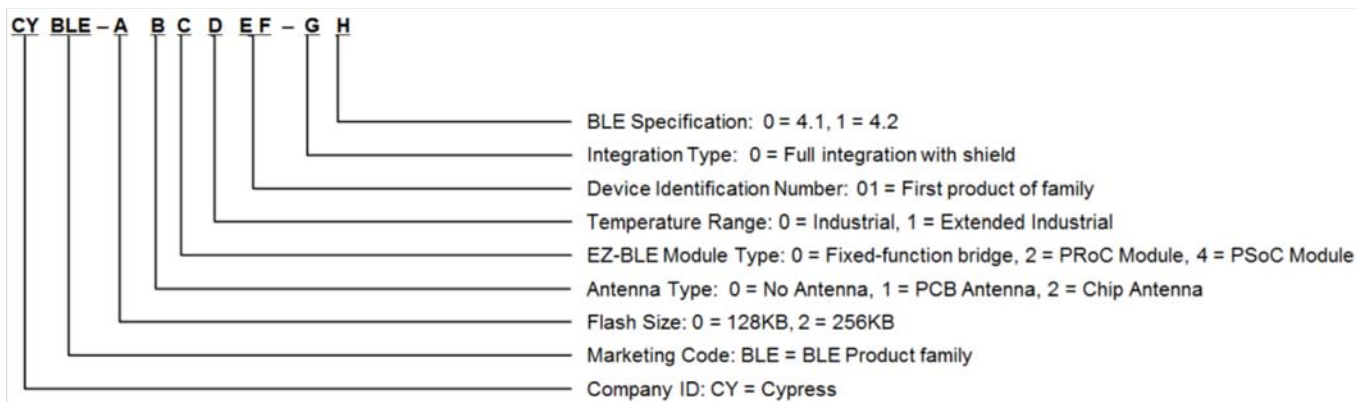 CY BLE – A B C D E F – G H
BLE Specification: 0 = 4.1, 1 = 4.2
Integration Type: 0 = Full integration with shield
Device Identification Number: 01 = First product of family
Temperature Range: 0 = Industrial, 1 = Extended Industrial
EZ-BLE Module Type: 0 = Fixed-function bridge, 2 = PRoC Module, 4 = PSoC Module
Antenna Type: 0 = No Antenna, 1 = PCB Antenna, 2 = Chip Antenna
Flash Size: 0 = 128KB, 2 = 256KB
Marketing Code: BLE = BLE Product family
Company ID: CY = Cypress